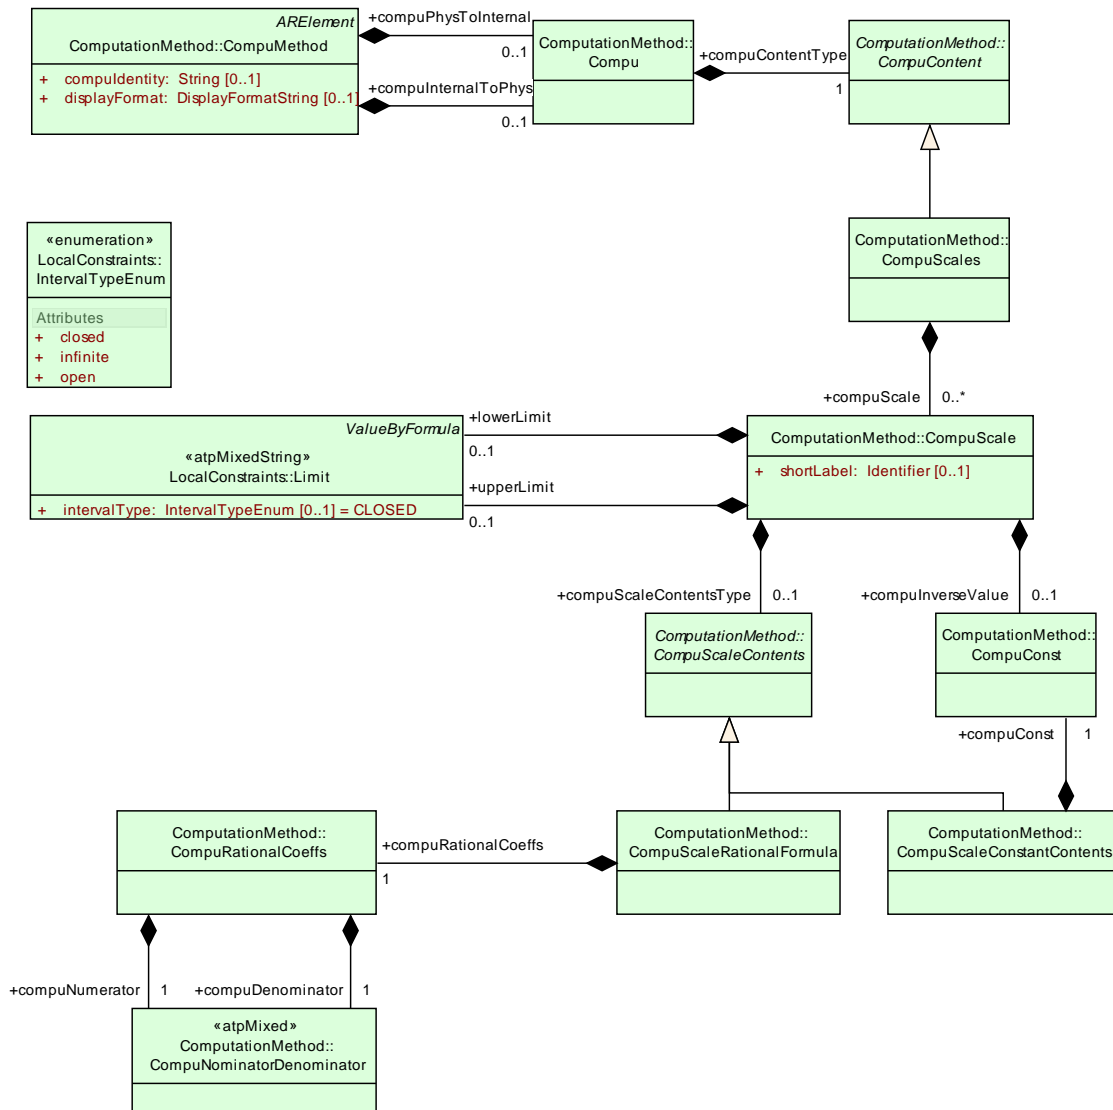 ARElement
ComputationMethod::CompuMethod
+ compuIdentity: String [0..1]
+ displayFormat: DisplayFormatString [0..1]
+compuPhysToInternal
0..1
+compuInternalToPhys
0..1
ComputationMethod::
Compu
+compuContentType
1
ComputationMethod::
CompuContent
«enumeration»
LocalConstraints::
IntervalTypeEnum
Attributes
+ closed
+ infinite
+ open
ComputationMethod::
CompuScales
+compuScale 0..*
ValueByFormula
«atpMixedString»
LocalConstraints::Limit
+ intervalType: IntervalTypeEnum [0..1] = CLOSED
+lowerLimit
0..1
+upperLimit
0..1
ComputationMethod::CompuScale
+ shortLabel: Identifier [0..1]
+compuScaleContentsType 0..1
+compuInverseValue 0..1
ComputationMethod::
CompuScaleContents
ComputationMethod::
CompuConst
+compuConst 1
ComputationMethod::
CompuRationalCoeffs
+compuRationalCoeffs
1
ComputationMethod::
CompuScaleRationalFormula
ComputationMethod::
CompuScaleConstantContents
+compuNumerator 1
+compuDenominator 1
«atpMixed»
ComputationMethod::
CompuNominatorDenominator